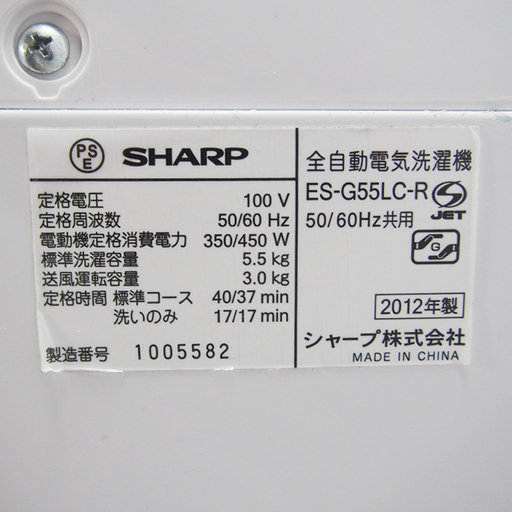 PSE SHARP
定格電圧 100 V
定格周波数 50/60 Hz
電動機定格消費電力 350/450 W
標準洗濯容量 5.5 kg
送風運転容量 3.0 kg
定格時間 標準コース 40/37 min
洗いのみ 17/17 min
製造番号 1005582
全自動電気洗濯機
ES-G55LC-R
50/60Hz共用
S JET
G
2012年製
シャープ株式会社
MADE IN CHINA